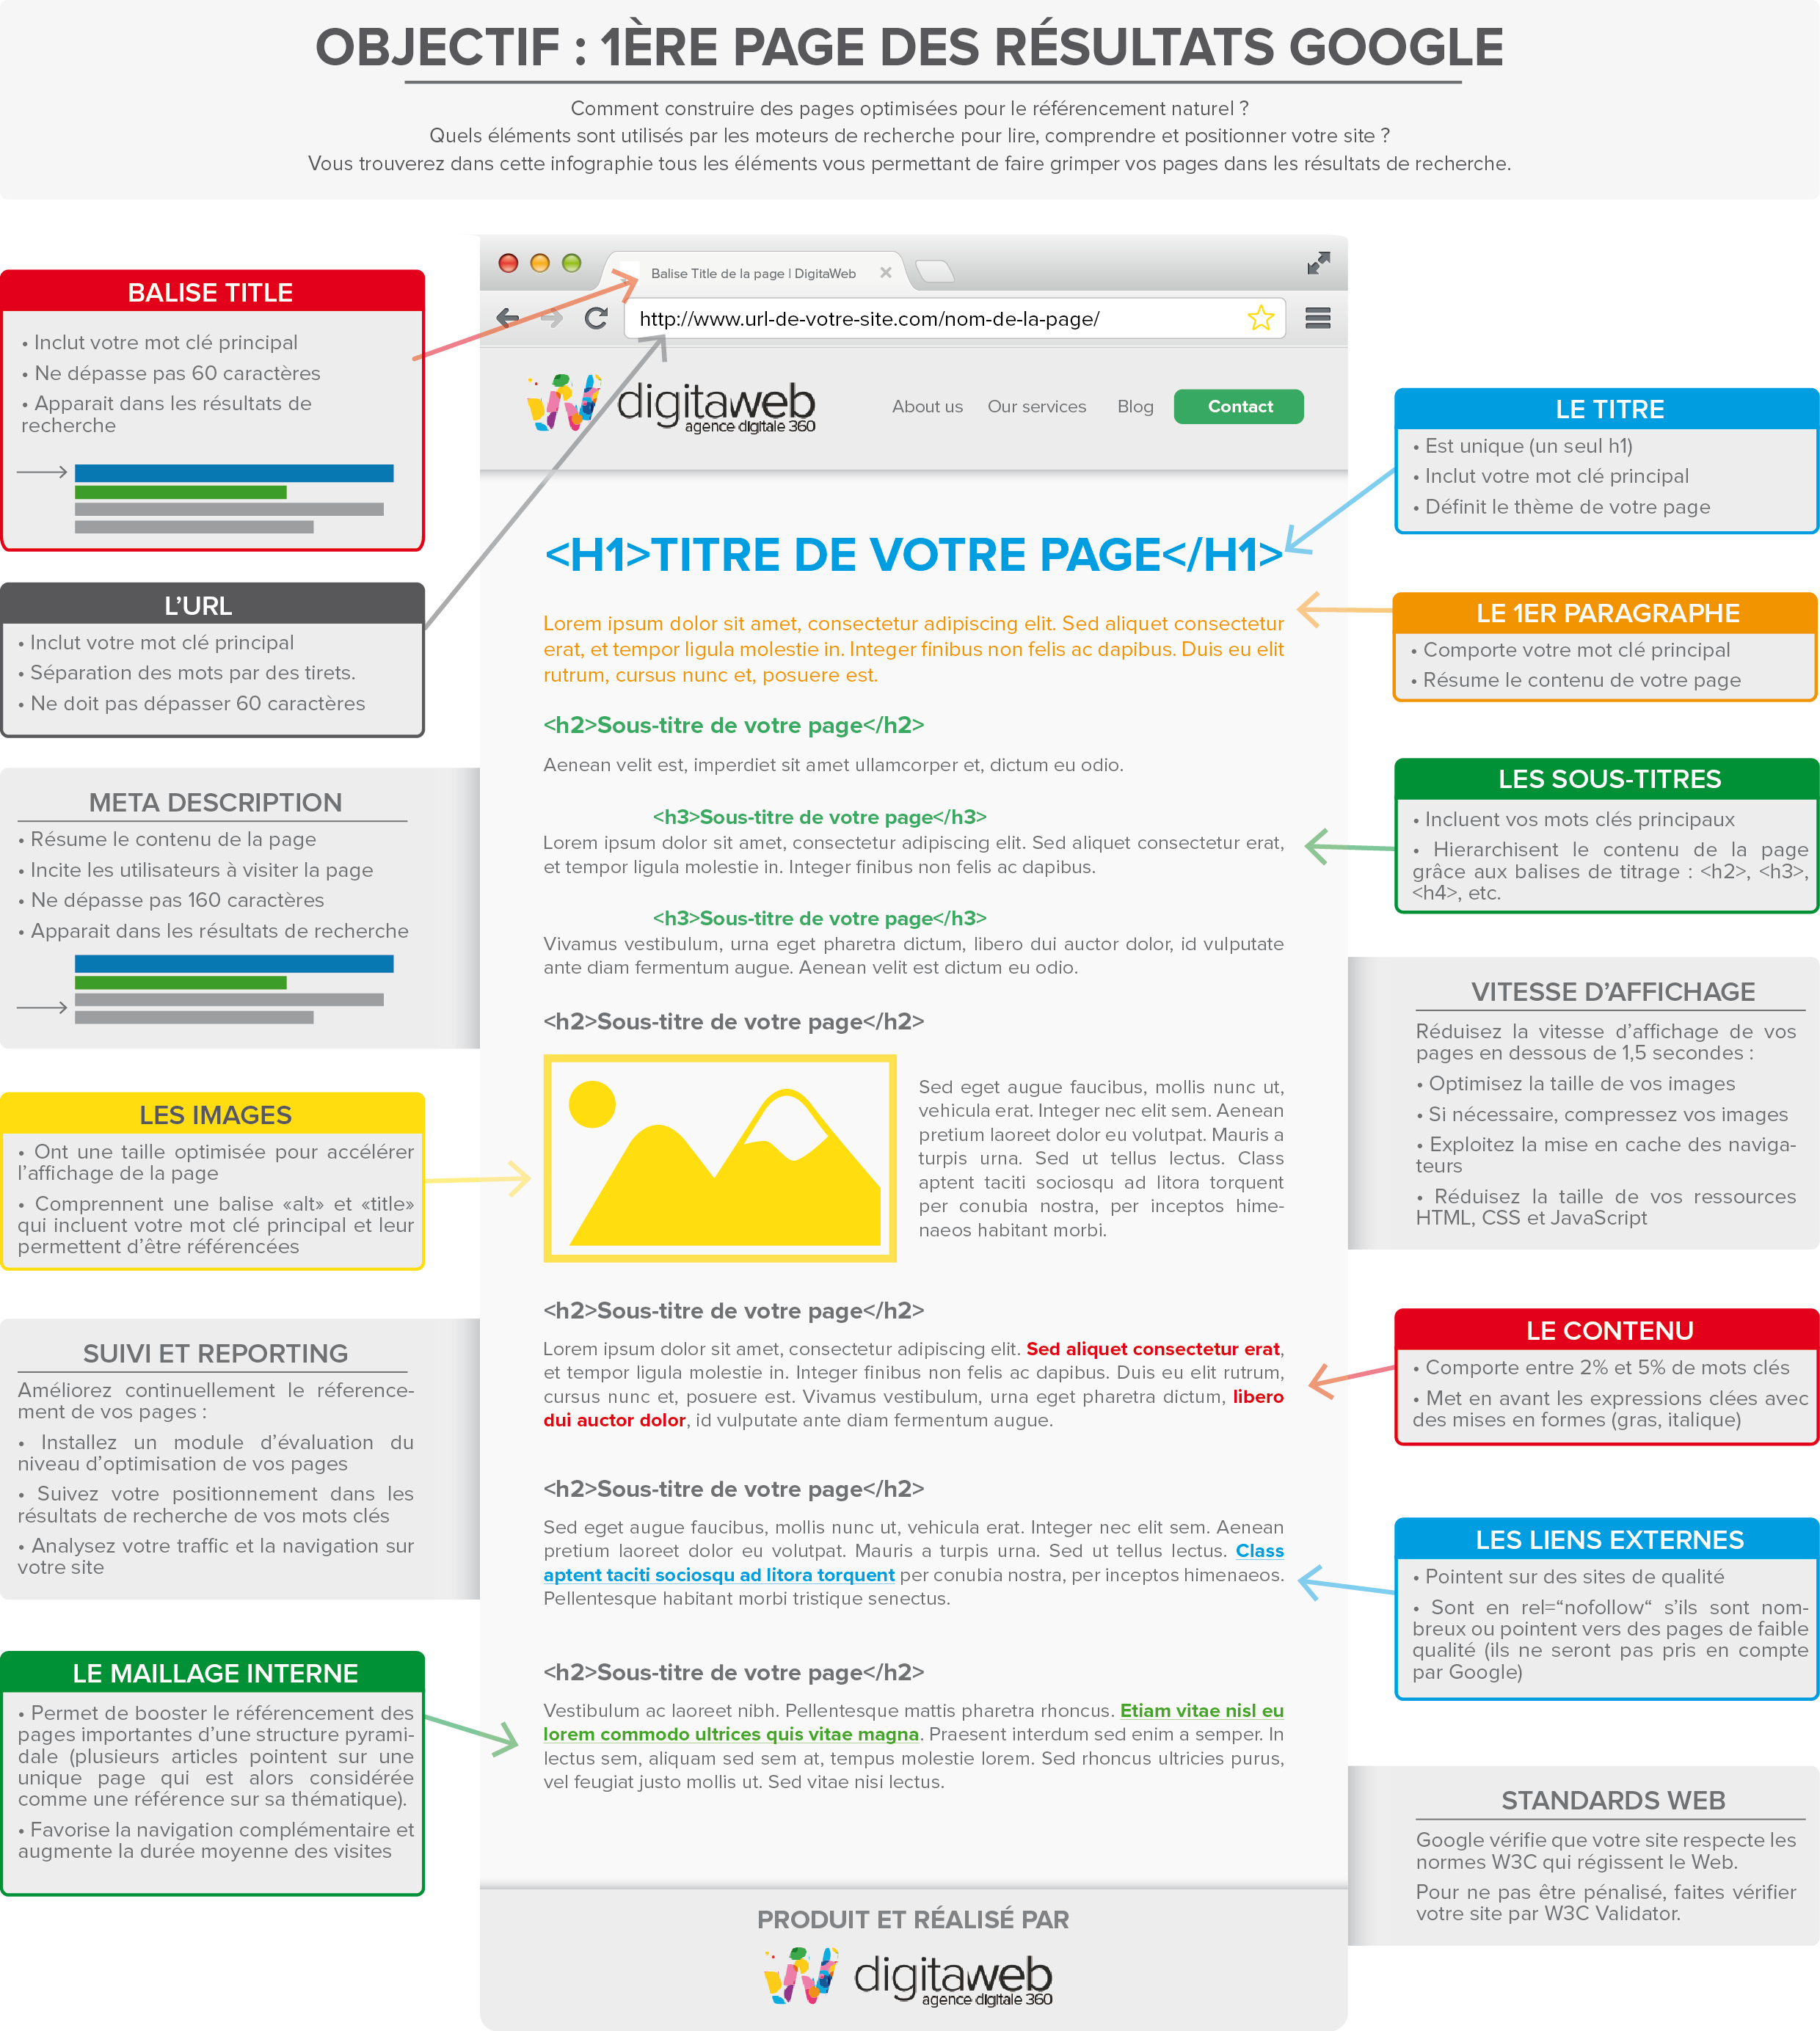 OBJECTIF : 1ÈRE PAGE DES RÉSULTATS GOOGLE
Comment construire des pages optimisées pour le référencement naturel ?
Quels éléments sont utilisés par les moteurs de recherche pour lire, comprendre et positionner votre site ?
Vous trouverez dans cette infographie tous les éléments vous permettant de faire grimper vos pages dans les résultats de recherche.
BALISE TITLE
• Inclut votre mot clé principal
• Ne dépasse pas 60 caractères
• Apparait dans les résultats de
recherche
L'URL
• Inclut votre mot clé principal
• Séparation des mots par des tirets.
• Ne doit pas dépasser 60 caractères
META DESCRIPTION
• Résume le contenu de la page
• Incite les utilisateurs à visiter la page
• Ne dépasse pas 160 caractères
• Apparait dans les résultats de recherche
LES IMAGES
• Ont une taille optimisée pour accélérer
l'affichage de la page
• Comprennent une balise «alt» et «title»
qui incluent votre mot clé principal et leur
permettent d'être référencées
SUIVI ET REPORTING
Améliorez continuellement le réference-
ment de vos pages :
• Installez un module d'évaluation du
niveau d'optimisation de vos pages
• Suivez votre positionnement dans les
résultats de recherche de vos mots clés
• Analysez votre traffic et la navigation sur
votre site
LE MAILLAGE INTERNE
• Permet de booster le référencement des
pages importantes d'une structure pyrami-
dale (plusieurs articles pointent sur une
unique page qui est alors considérée
comme une référence sur sa thématique).
• Favorise la navigation complémentaire et
augmente la durée moyenne des visites
Balise Title de la page | DigitaWeb
http://www.url-de-votre-site.com/nom-de-la-page/
digitaweb
agence digitale 360
About us
Our services
Blog
Contact
<H1>TITRE DE VOTRE PAGE</H1>
Lorem ipsum dolor sit amet, consectetur adipiscing elit. Sed aliquet consectetur
erat, et tempor ligula molestie in. Integer finibus non felis ac dapibus. Duis eu elit
rutrum, cursus nunc et, posuere est.
<h2>Sous-titre de votre page</h2>
Aenean velit est, imperdiet sit amet ullamcorper et, dictum eu odio.
<h3>Sous-titre de votre page</h3>
Lorem ipsum dolor sit amet, consectetur adipiscing elit. Sed aliquet consectetur erat,
et tempor ligula molestie in. Integer finibus non felis ac dapibus.
<h3>Sous-titre de votre page</h3>
Vivamus vestibulum, urna eget pharetra dictum, libero dui auctor dolor, id vulputate
ante diam fermentum augue. Aenean velit est dictum eu odio.
<h2>Sous-titre de votre page</h2>
Sed eget augue faucibus, mollis nunc ut,
vehicula erat. Integer nec elit sem. Aenean
pretium laoreet dolor eu volutpat. Mauris a
turpis urna. Sed ut tellus lectus. Class
aptent taciti sociosqu ad litora torquent
per conubia nostra, per inceptos hime-
naeos habitant morbi.
<h2>Sous-titre de votre page</h2>
Lorem ipsum dolor sit amet, consectetur adipiscing elit. Sed aliquet consectetur erat,
et tempor ligula molestie in. Integer finibus non felis ac dapibus. Duis eu elit rutrum,
cursus nunc et, posuere est. Vivamus vestibulum, urna eget pharetra dictum, libero
dui auctor dolor, id vulputate ante diam fermentum augue.
<h2>Sous-titre de votre page</h2>
Sed eget augue faucibus, mollis nunc ut, vehicula erat. Integer nec elit sem. Aenean
pretium laoreet dolor eu volutpat. Mauris a turpis urna. Sed ut tellus lectus. Class
aptent taciti sociosqu ad litora torquent per conubia nostra, per inceptos himenaeos.
Pellentesque habitant morbi tristique senectus.
<h2>Sous-titre de votre page</h2>
Vestibulum ac laoreet nibh. Pellentesque mattis pharetra rhoncus. Etiam vitae nisl eu
lorem commodo ultrices quis vitae magna. Praesent interdum sed enim a semper. In
lectus sem, aliquam sed sem at, tempus molestie lorem. Sed rhoncus ultricies purus,
vel feugiat justo mollis ut. Sed vitae nisi lectus.
PRODUIT ET RÉALISÉ PAR
digitaweb
agence digitale 360
LE TITRE
• Est unique (un seul h1)
• Inclut votre mot clé principal
• Définit le thème de votre page
LE 1ER PARAGRAPHE
• Comporte votre mot clé principal
• Résume le contenu de votre page
LES SOUS-TITRES
• Incluent vos mots clés principaux
• Hierarchisent le contenu de la page
grâce aux balises de titrage : <h2>, <h3>,
<h4>, etc.
VITESSE D'AFFICHAGE
Réduisez la vitesse d'affichage de vos
pages en dessous de 1,5 secondes :
• Optimisez la taille de vos images
• Si nécessaire, compressez vos images
• Exploitez la mise en cache des naviga-
teurs
• Réduisez la taille de vos ressources
HTML, CSS et JavaScript
LE CONTENU
• Comporte entre 2% et 5% de mots clés
• Met en avant les expressions clées avec
des mises en formes (gras, italique)
LES LIENS EXTERNES
• Pointent sur des sites de qualité
• Sont en rel=“nofollow“ s'ils sont nom-
breux ou pointent vers des pages de faible
qualité (ils ne seront pas pris en compte
par Google)
STANDARDS WEB
Google vérifie que votre site respecte les
normes W3C qui régissent le Web.
Pour ne pas être pénalisé, faites vérifier
votre site par W3C Validator.